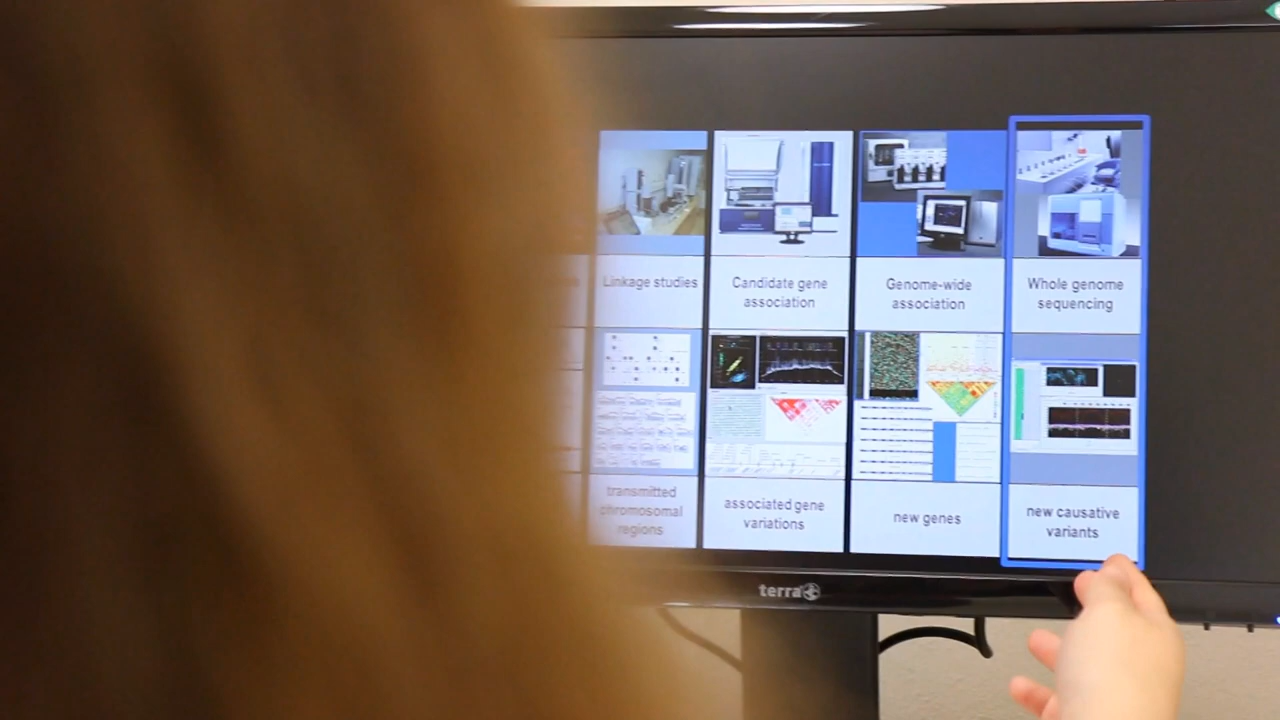 Linkage studies
Candidate gene
association
Genome-wide
association
Whole genome
sequencing
transmitted
chromosomal
regions
associated gene
variations
new genes
new causative
variants
terra